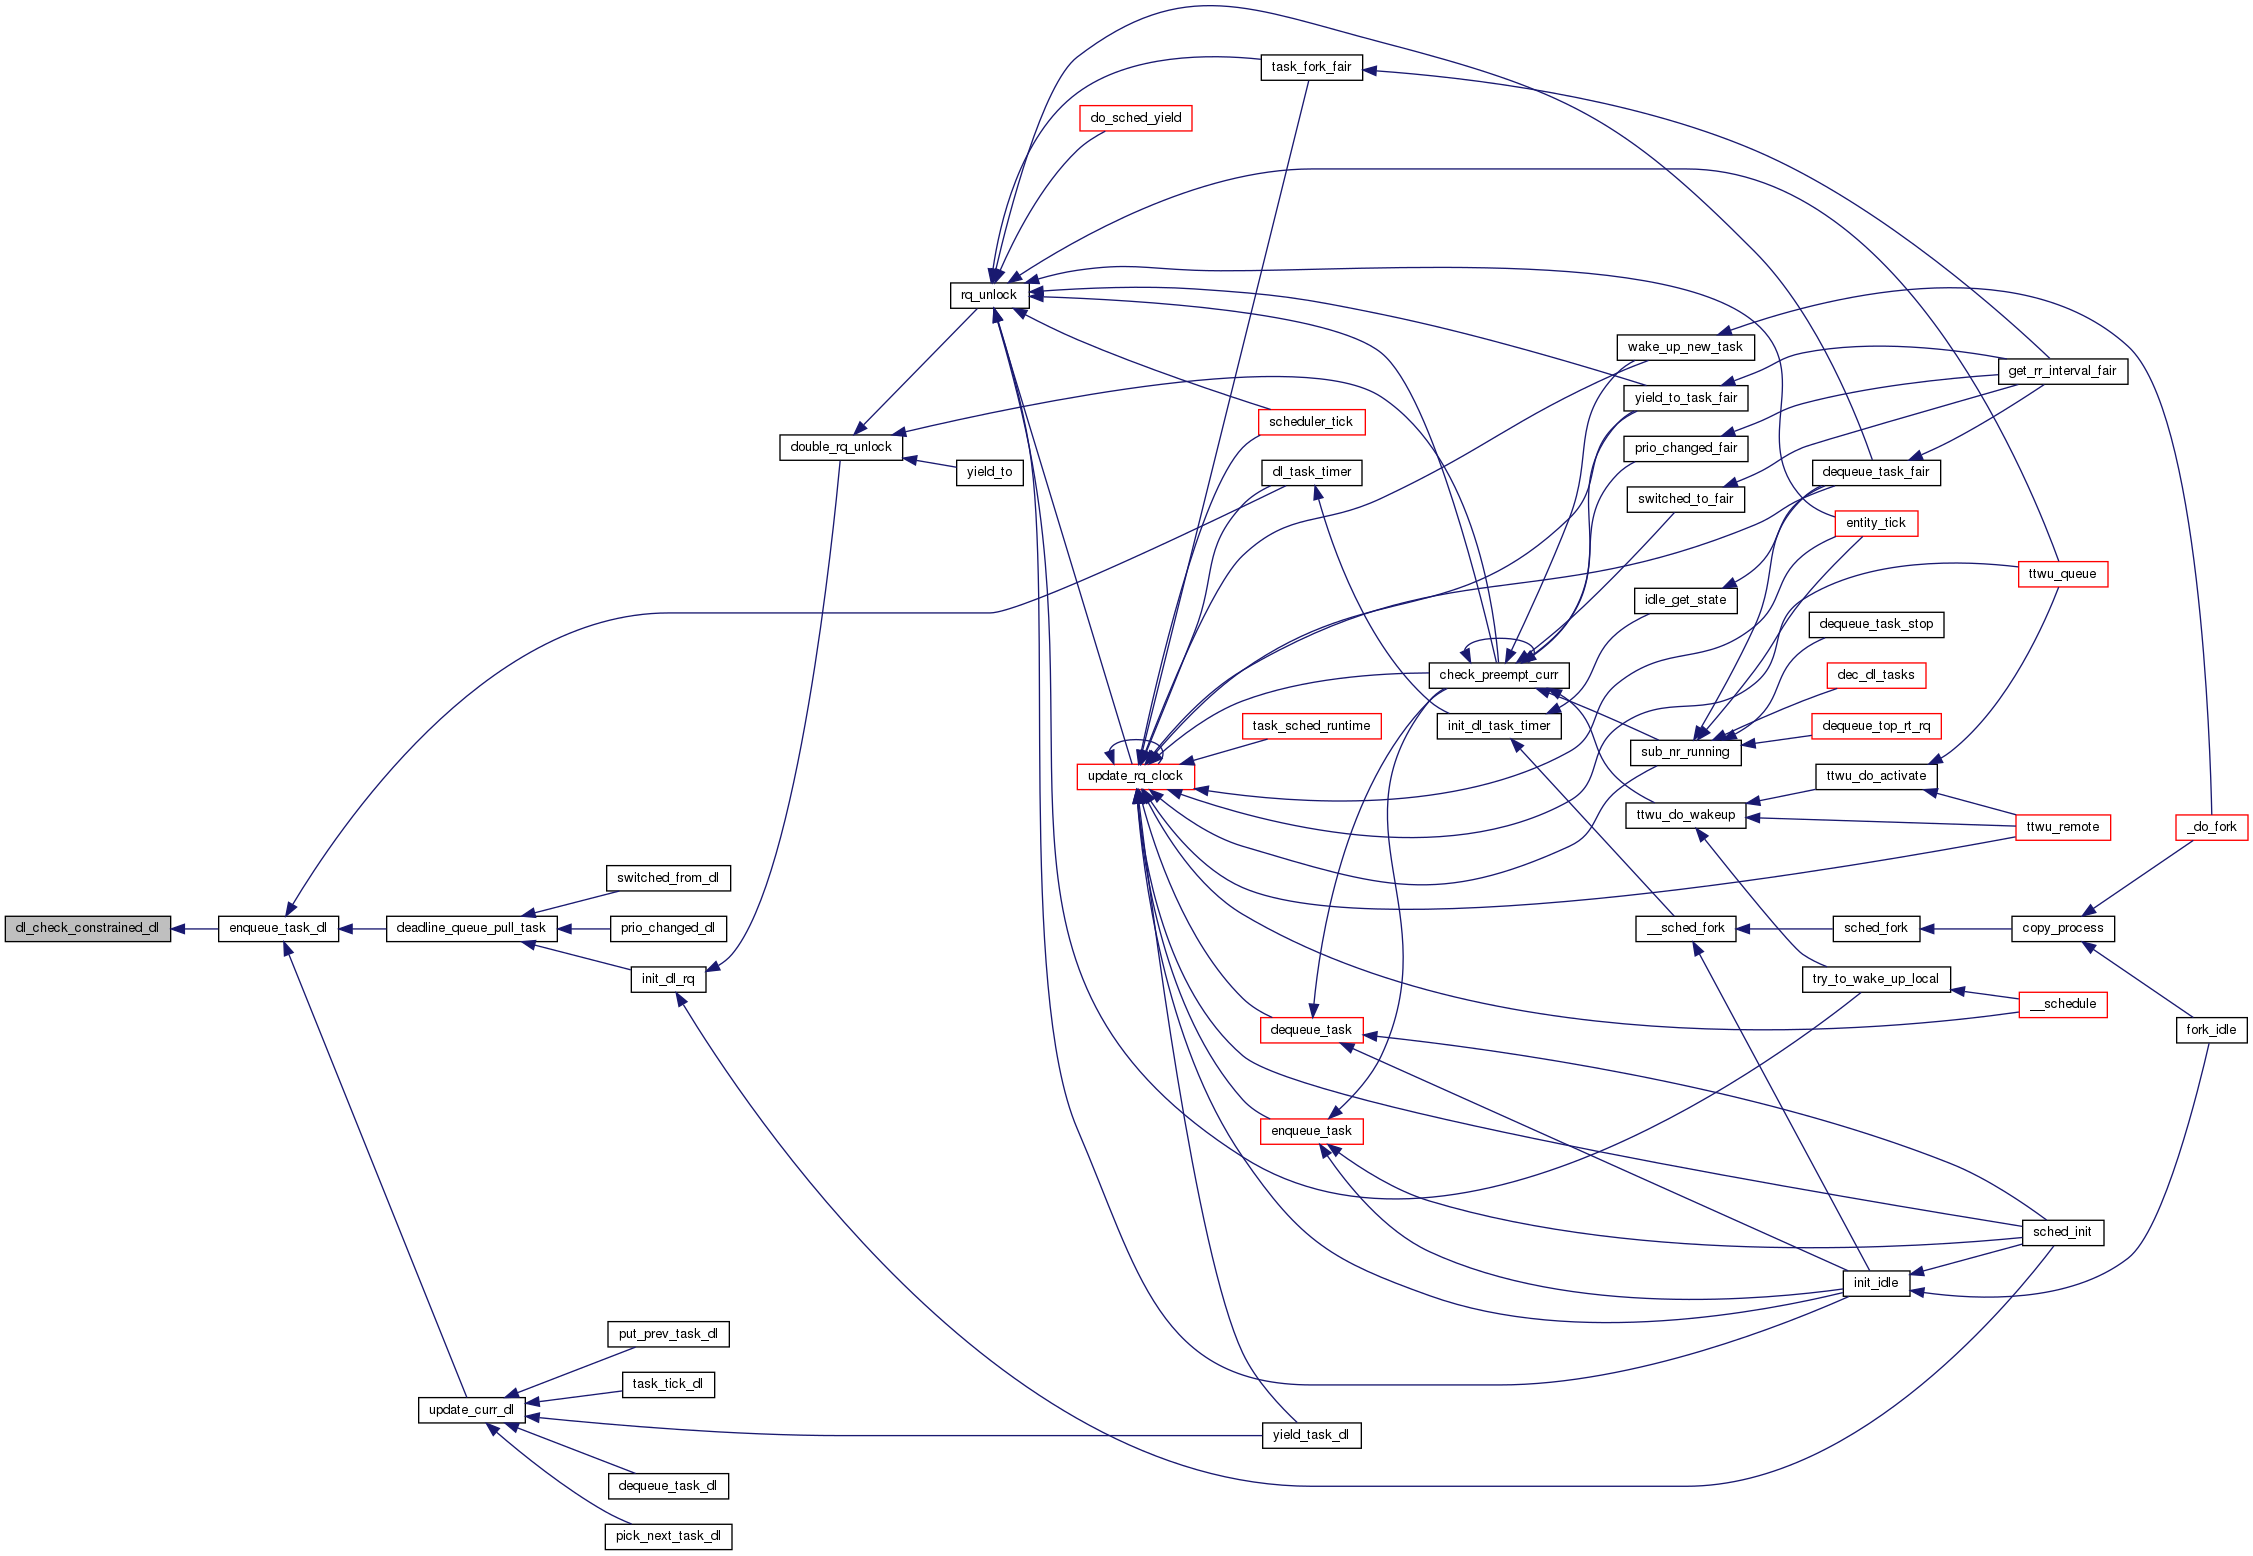 task_fork_fair
do_sched_yield
rq_unlock
wake_up_new_task
get_rr_interval_fair
yield_to_task_fair
scheduler_tick
double_rq_unlock
prio_changed_fair
yield_to
dl_task_timer
dequeue_task_fair
switched_to_fair
entity_tick
ttwu_queue
idle_get_state
dequeue_task_stop
check_preempt_curr
dec_dl_tasks
task_sched_runtime
init_dl_task_timer
dequeue_top_rt_rq
sub_nr_running
update_rq_clock
ttwu_do_activate
ttwu_do_wakeup
ttwu_remote
_do_fork
switched_from_dl
dl_check_constrained_dl
enqueue_task_dl
deadline_queue_pull_task
prio_changed_dl
__sched_fork
sched_fork
copy_process
init_dl_rq
try_to_wake_up_local
__schedule
dequeue_task
fork_idle
enqueue_task
sched_init
init_idle
put_prev_task_dl
task_tick_dl
update_curr_dl
yield_task_dl
dequeue_task_dl
pick_next_task_dl